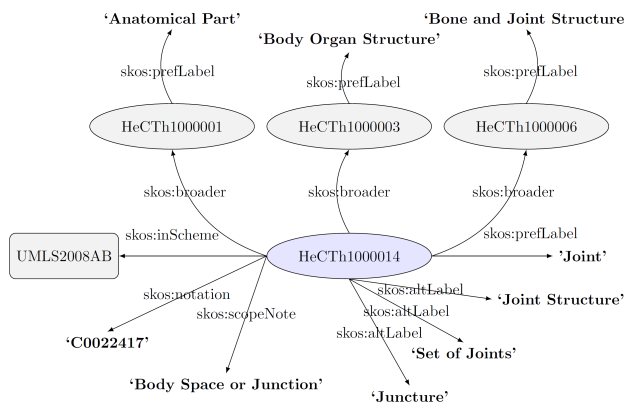 ‘Anatomical Part’
‘Bone and Joint Structure
‘Body Organ Structure’
skos:prefLabel
skos:prefLabel
skos:prefLabel
HeCTh1000001
HeCTh1000003
HeCTh1000006
skos:broader
skos:broader
skos:broader
skos:inScheme
skos:prefLabel
UMLS2008AB
HeCTh1000014
’Joint’
skos:notation
skos:altLabel
‘Joint Structure’
skos:scopeNote
skos:altLabel
skos:altLabel
‘C0022417’
‘Set of Joints’
‘Body Space or Junction’
‘Juncture’